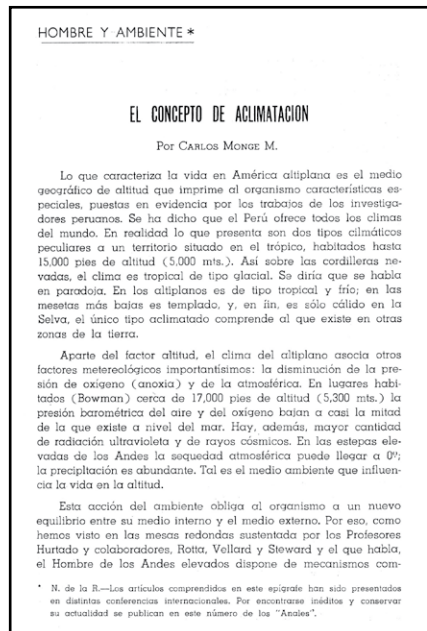 HOMBRE Y AMBIENTE *
EL CONCEPTO DE ACLIMATACION
Por CARLOS MONGE M.
Lo que caracteriza la vida en América altiplana es el medio
geográfico de altitud que imprime al organismo características es-
peciales, puestas en evidencia por los trabajos de los investiga-
dores peruanos. Se ha dicho que el Perú ofrece todos los climas
del mundo. En realidad lo que presenta son dos tipos cilmáticos
peculiares a un territorio situado en el trópico, habitados hasta
15,000 pies de altitud (5,000 mts.). Así sobre las cordilleras ne-
vadas, el clima es tropical de tipo glacial. Se diría que se habla
en paradoja. En los altiplanos es de tipo tropical y frío; en las
mesetas más bajas es templado, y, en fin, es sólo cálido en la
Selva, el único tipo aclimatado comprende al que existe en otras
zonas de la tierra.
Aparte del factor altitud, el clima del altiplano asocia otros
factores metereológicos importantísimos: la disminución de la pre-
sión de oxígeno (anoxia) y de la atmosférica. En lugares habi-
tados (Bowman) cerca de 17,000 pies de altitud (5,300 mts.) la
presión barométrica del aire y del oxígeno bajan a casi la mitad
de la que existe a nivel del mar. Hay, además, mayor cantidad
de radiación ultravioleta y de rayos cósmicos. En las estepas ele-
vadas de los Andes la sequedad atmosférica puede llegar a 0º;
la precipitación es abundante. Tal es el medio ambiente que influen-
cia la vida en la altitud.
Esta acción del ambiente obliga al organismo a un nuevo
equilibrio entre su medio interno y el medio externo. Por eso, como
hemos visto en las mesas redondas sustentada por los Profesores
Hurtado y colaboradores, Rotta, Vellard y Steward y el que habla,
el Hombre de los Andes elevados dispone de mecanismos com-
* N. de la R.—Los artículos comprendidos en este epígrafe han sido presentados
en distintas conferencias internacionales. Por encontrarse inéditos y conservar
su actualidad se publican en este número de los "Anales".